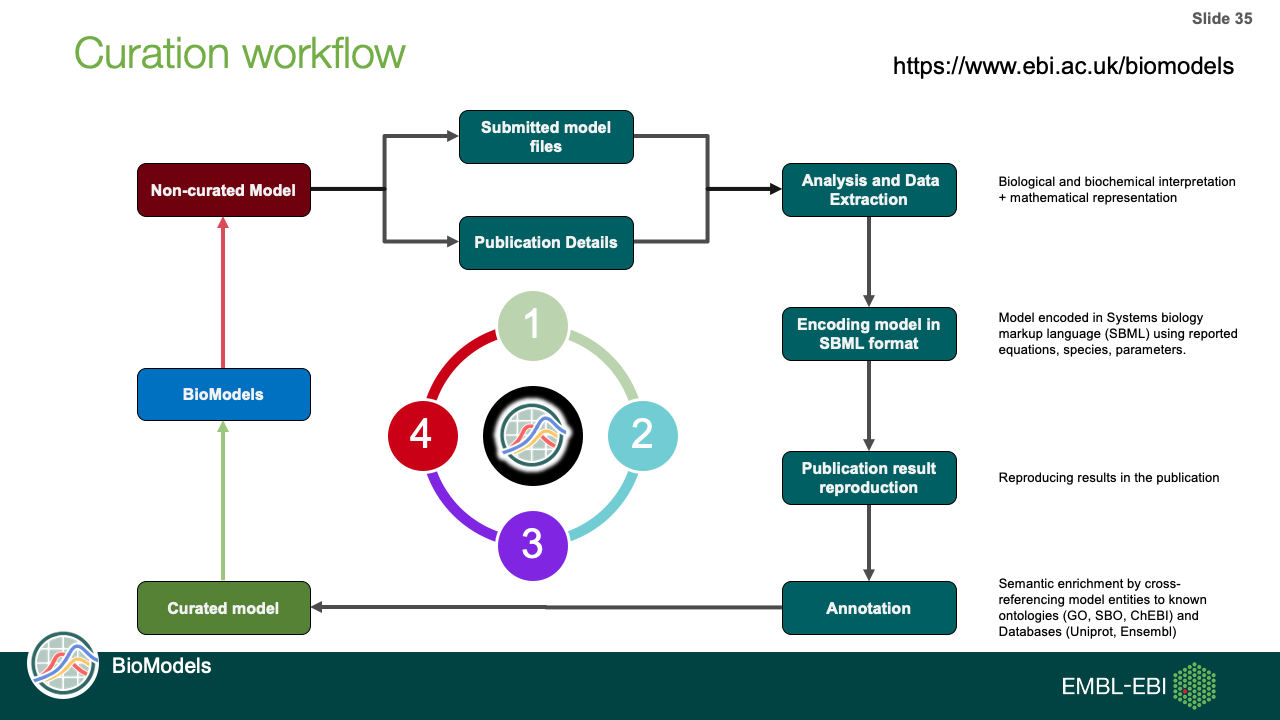 Slide 35
Curation workflow
https://www.ebi.ac.uk/biomodels
Submitted model
files
Non-curated Model
Publication Details
Analysis and Data
Extraction
Biological and biochemical interpretation
+ mathematical representation
Encoding model in
SBML format
Model encoded in Systems biology
markup language (SBML) using reported
equations, species, parameters.
1
2
3
4
BioModels
Publication result
reproduction
Reproducing results in the publication
Annotation
Semantic enrichment by cross-
referencing model entities to known
ontologies (GO, SBO, ChEBI) and
Databases (Uniprot, Ensembl)
Curated model
BioModels
EMBL-EBI